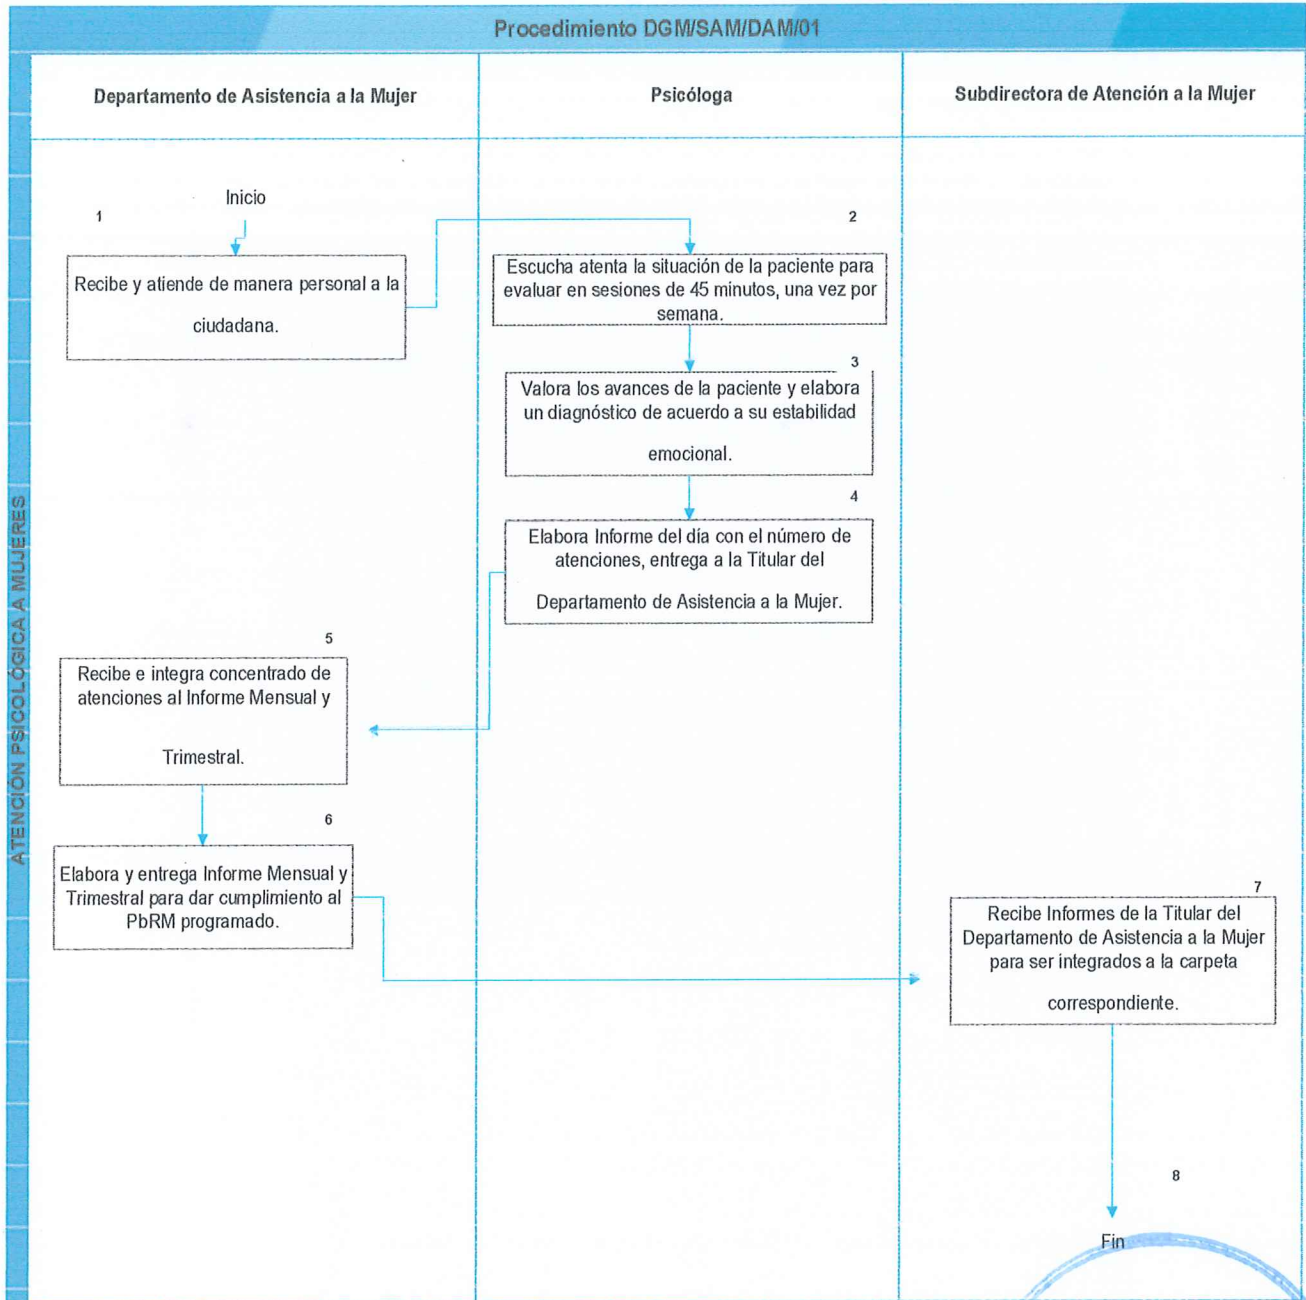 Procedimiento DGM/SAM/DAM/01
ATENCIÓN PSICOLÓGICA A MUJERES
Departamento de Asistencia a la Mujer
Psicóloga
Subdirectora de Atención a la Mujer
Inicio
1
Recibe y atiende de manera personal a la
ciudadana.
2
Escucha atenta la situación de la paciente para
evaluar en sesiones de 45 minutos, una vez por
semana.
3
Valora los avances de la paciente y elabora
un diagnóstico de acuerdo a su estabilidad
emocional.
4
Elabora Informe del día con el número de
atenciones, entrega a la Titular del
Departamento de Asistencia a la Mujer.
5
Recibe e integra concentrado de
atenciones al Informe Mensual y
Trimestral.
6
Elabora y entrega Informe Mensual y
Trimestral para dar cumplimiento al
PbRM programado.
7
Recibe Informes de la Titular del
Departamento de Asistencia a la Mujer
para ser integrados a la carpeta
correspondiente.
8
Fin